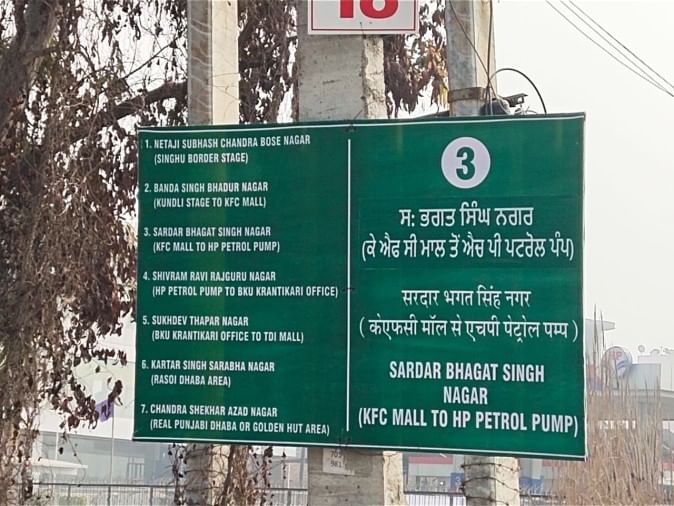 18
1. NETAJI SUBHASH CHANDRA BOSE NAGAR
(SINGHU BORDER STAGE)
2. BANDA SINGH BHADUR NAGAR
(KUNDLI STAGE TO KFC MALL)
3. SARDAR BHAGAT SINGH NAGAR
(KFC MALL TO HP PETROL PUMP)
4. SHIVRAM RAVI RAJGURU NAGAR
(HP PETROL PUMP TO BKU KRANTIKARI OFFICE)
5. SUKHDEV THAPAR NAGAR
(BKU KRANTIKARI OFFICE TO TDI MALL)
6. KARTAR SINGH SARABHA NAGAR
(RASOI DHABA AREA)
7. CHANDRA SHEKHAR AZAD NAGAR
(REAL PUNJABI DHABA OR GOLDEN HUT AREA)
3
ਸ: ਭਗਤ ਸਿੰਘ ਨਗਰ
(ਕੇ ਐਫ ਸੀ ਮਾਲ ਤੋਂ ਐਚ ਪੀ ਪਟਰੋਲ ਪੰਪ)
सरदार भगत सिंह नगर
( केएफसी मॉल से एचपी पेट्रोल पम्प )
SARDAR BHAGAT SINGH
NAGAR
(KFC MALL TO HP PETROL PUMP)
703
981